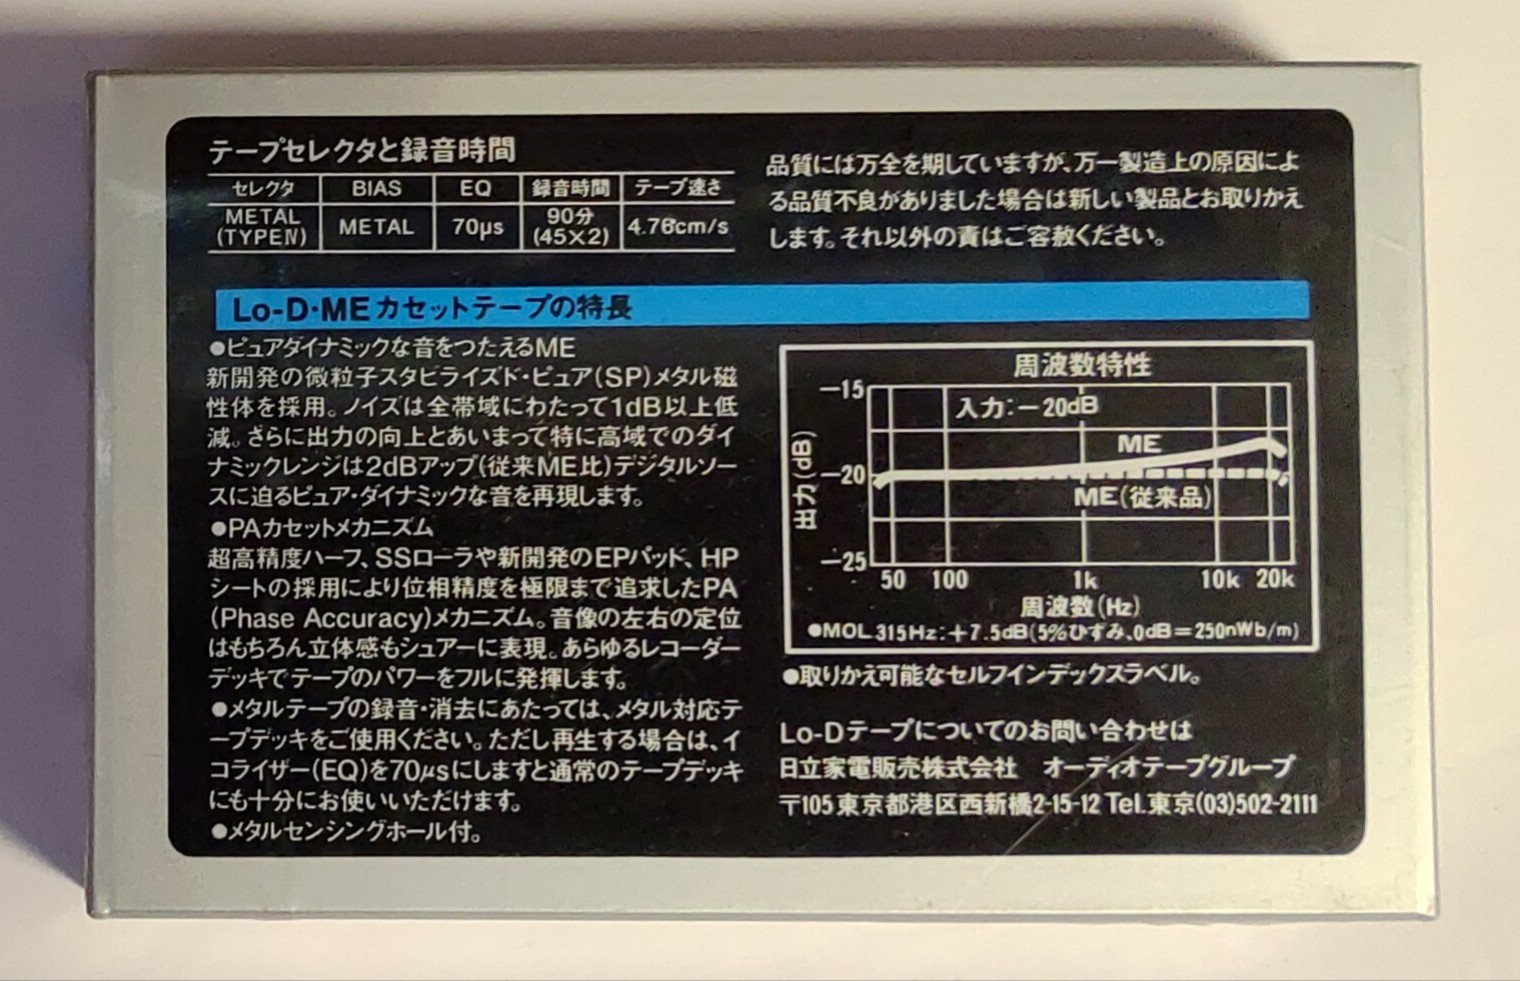 テープセレクタと録音時間
セレクタ BIAS EQ 録音時間 テープ速さ
METAL (TYPEⅣ) METAL 70μs 90分 (45×2) 4.76cm/s
品質には万全を期していますが、万一製造上の原因によ
る品質不良がありました場合は新しい製品とお取りかえ
します。それ以外の責はご容赦ください。
Lo-D・MEカセットテープの特長
●ピュアダイナミックな音をつたえるME
新開発の微粒子スタビライズド・ピュア(SP)メタル磁
性体を採用。ノイズは全帯域にわたって1dB以上低
減。さらに出力の向上とあいまって特に高域でのダイ
ナミックレンジは2dBアップ(従来ME比)デジタルソー
スに迫るピュア・ダイナミックな音を再現します。
●PAカセットメカニズム
超高精度ハーフ、SSローラや新開発のEPパッド、HP
シートの採用により位相精度を極限まで追求したPA
(Phase Accuracy)メカニズム。音像の左右の定位
はもちろん立体感もシュアーに表現。あらゆるレコーダー
デッキでテープのパワーをフルに発揮します。
●メタルテープの録音・消去にあたっては、メタル対応テ
ープデッキをご使用ください。ただし再生する場合は、イ
コライザー(EQ)を70μsにしますと通常のテープデッキ
にも十分にお使いいただけます。
●メタルセンシングホール付。
周波数特性
-15
入力:-20dB
ME
出力(dB)
-20
ME(従来品)
-25
50 100 1k 10k 20k
周波数(Hz)
●MOL 315Hz:+7.5dB(5%ひずみ、0dB=250nWb/m)
●取りかえ可能なセルフインデックスラベル。
Lo-Dテープについてのお問い合わせは
日立家電販売株式会社 オーディオテープグループ
〒105 東京都港区西新橋2-15-12 Tel.東京(03)502-2111